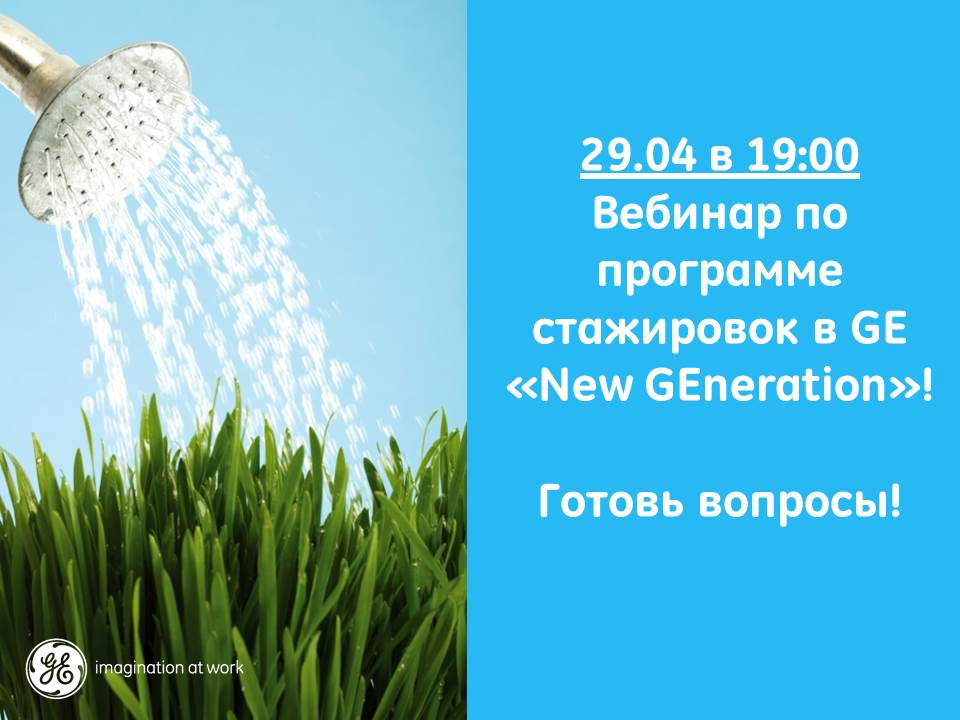 29.04 в 19:00
Вебинар по
программе
стажировок в GE
«New GEneration»!
Готовь вопросы!
GE imagination at work